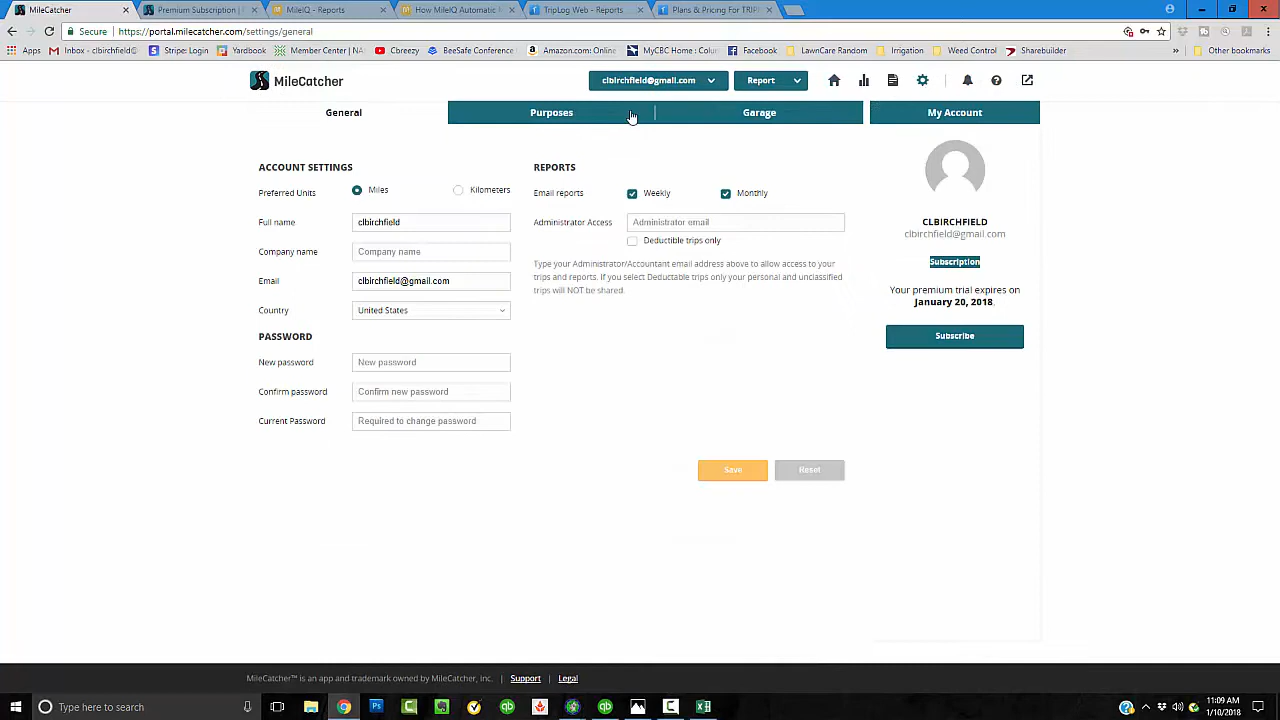 MileCatcher
Premium Subscription |
MileIQ - Reports
How MileIQ Automatic M
TripLog Web - Reports
Plans & Pricing For TRIP
Secure | https://portal.milecatcher.com/settings/general
Apps Inbox - clbirchfield@ Stripe: Login Yardbook Member Center | NA Cbreezy BeeSafe Conference Amazon.com: Online MyCBC Home : Colu Facebook LawnCare Random Irrigation Weed Control Sharebuilder » Other bookmarks
MileCatcher clbirchfield@gmail.com Report
General Purposes Garage My Account
ACCOUNT SETTINGS
Preferred Units Miles Kilometers
Full name clbirchfield
Company name Company name
Email clbirchfield@gmail.com
Country United States
PASSWORD
New password New password
Confirm password Confirm new password
Current Password Required to change password
REPORTS
Email reports Weekly Monthly
Administrator Access Administrator email
Deductible trips only
Type your Administrator/Accountant email address above to allow access to your
trips and reports. If you select Deductable trips only your personal and unclassified
trips will NOT be shared.
Save Reset
CLBIRCHFIELD
clbirchfield@gmail.com
Subscription
Your premium trial expires on
January 20, 2018.
Subscribe
MileCatcher™ is an app and trademark owned by MileCatcher, Inc. | Support | Legal
Type here to search
11:09 AM
1/10/2018